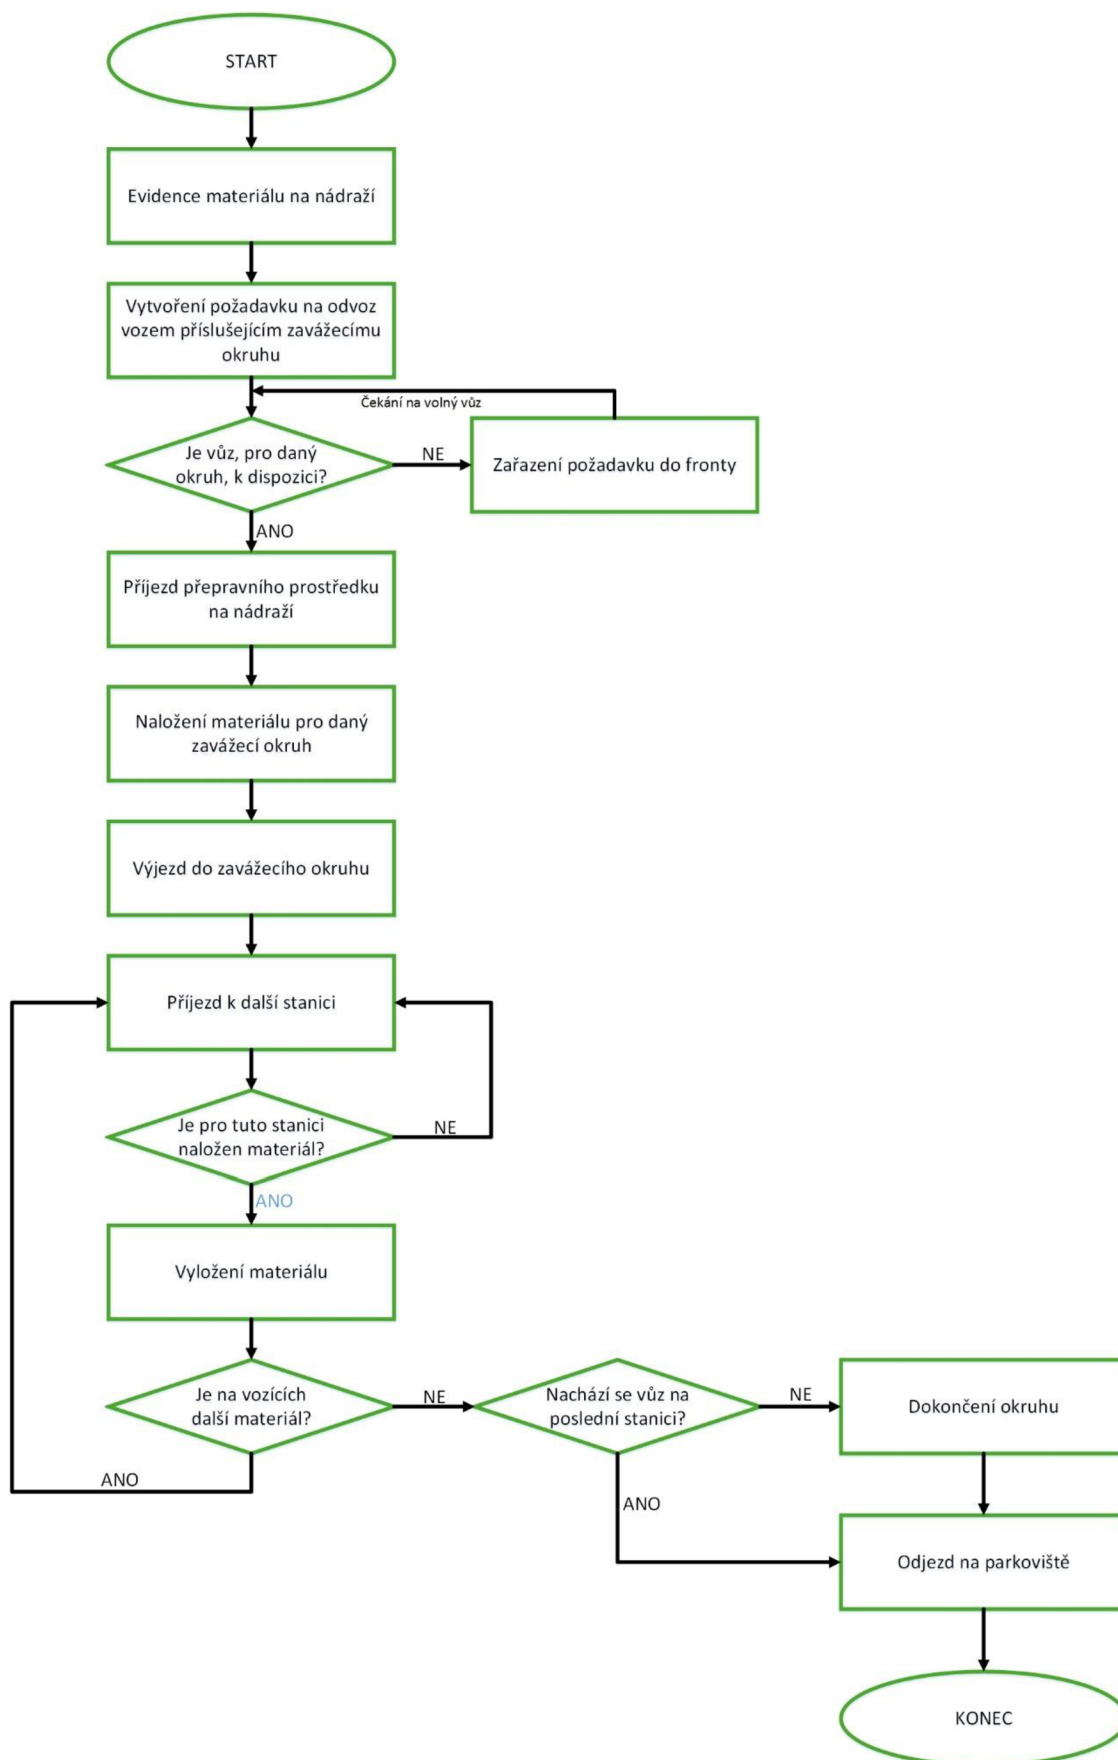 START
Evidence materiálu na nádraží
Vytvoření požadavku na odvoz
vozem příslušejícím zavážecímu
okruhu
Čekání na volný vůz
Je vůz, pro daný
okruh, k dispozici?
NE
Zařazení požadavku do fronty
ANO
Příjezd přepravního prostředku
na nádraží
Naložení materiálu pro daný
zavážecí okruh
Výjezd do zavážecího okruhu
Příjezd k další stanici
Je pro tuto stanici
naložen materiál?
NE
ANO
Vyložení materiálu
Je na vozících
další materiál?
NE
Nachází se vůz na
poslední stanici?
NE
Dokončení okruhu
ANO
ANO
Odjezd na parkoviště
KONEC